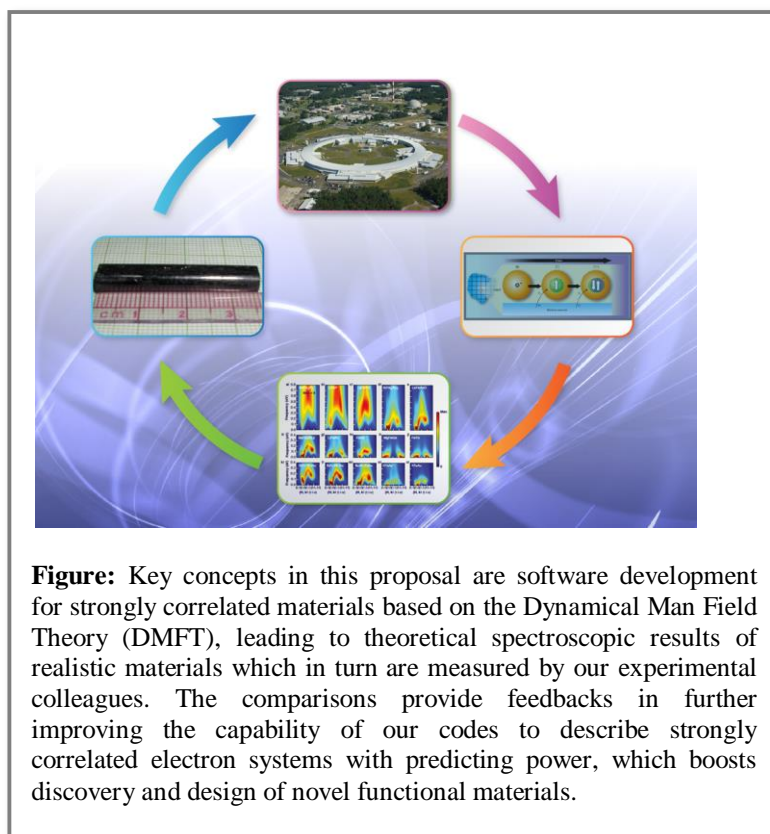 cm 1 2 3
Figure: Key concepts in this proposal are software development
for strongly correlated materials based on the Dynamical Man Field
Theory (DMFT), leading to theoretical spectroscopic results of
realistic materials which in turn are measured by our experimental
colleagues. The comparisons provide feedbacks in further
improving the capability of our codes to describe strongly
correlated electron systems with predicting power, which boosts
discovery and design of novel functional materials.